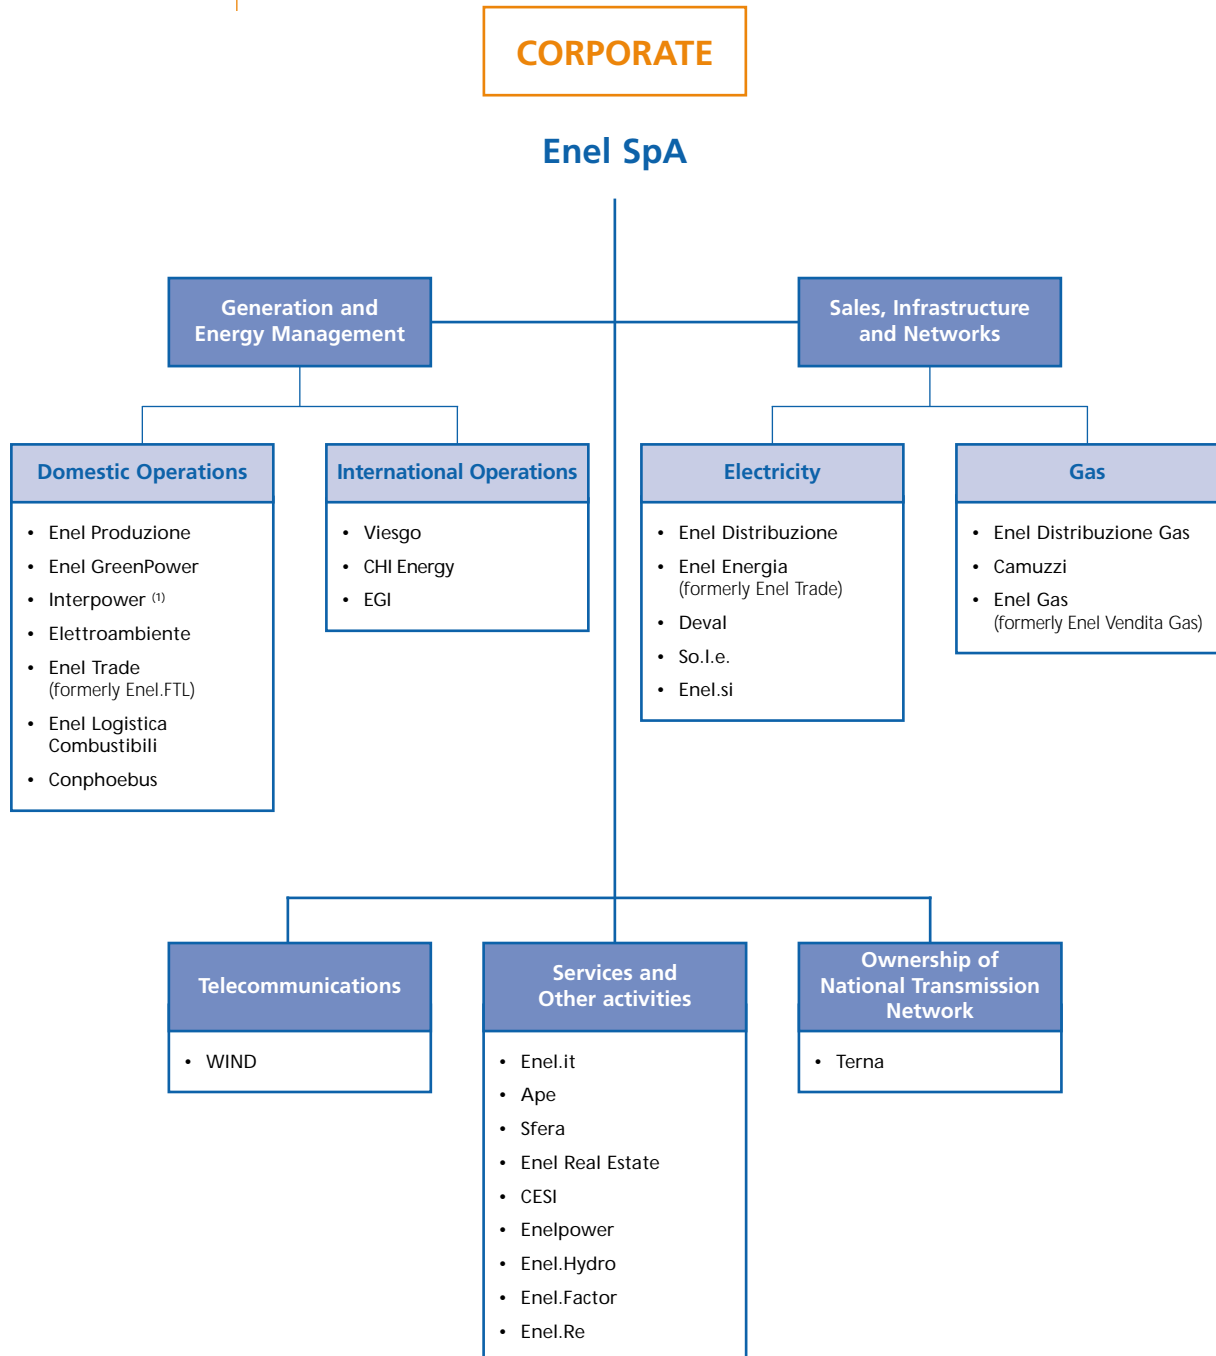 CORPORATE
Enel SpA
Generation and
Energy Management
Sales, Infrastructure
and Networks
Domestic Operations
• Enel Produzione
• Enel GreenPower
• Interpower (1)
• Elettroambiente
• Enel Trade
(formerly Enel.FTL)
• Enel Logistica
Combustibili
• Conphoebus
International Operations
• Viesgo
• CHI Energy
• EGI
Electricity
• Enel Distribuzione
• Enel Energia
(formerly Enel Trade)
• Deval
• So.l.e.
• Enel.si
Gas
• Enel Distribuzione Gas
• Camuzzi
• Enel Gas
(formerly Enel Vendita Gas)
Telecommunications
• WIND
Services and
Other activities
• Enel.it
• Ape
• Sfera
• Enel Real Estate
• CESI
• Enelpower
• Enel.Hydro
• Enel.Factor
• Enel.Re
Ownership of
National Transmission
Network
• Terna